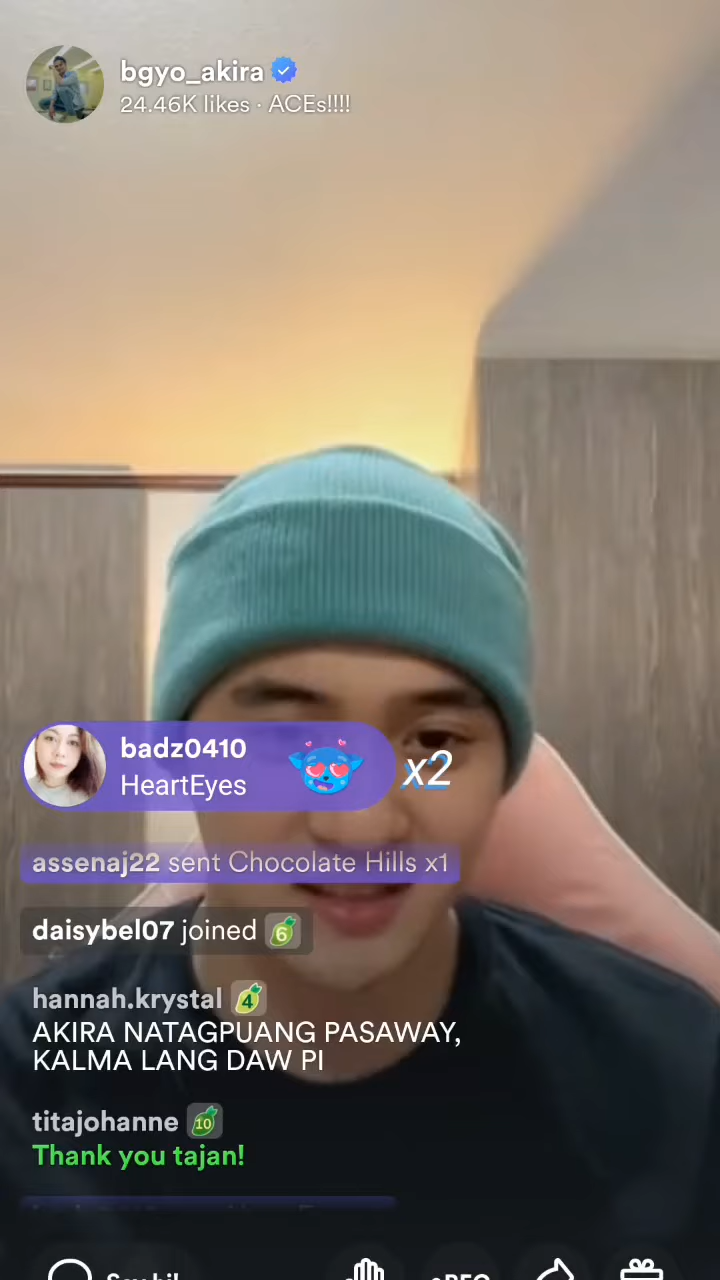 bgyo_akira
24.46K likes · ACEs!!!!
badz0410
HeartEyes
x2
assenaj22 sent Chocolate Hills x1
daisybel07 joined 6
hannah.krystal 4
AKIRA NATAGPUANG PASAWAY,
KALMA LANG DAW PI
titajohanne 10
Thank you tajan!